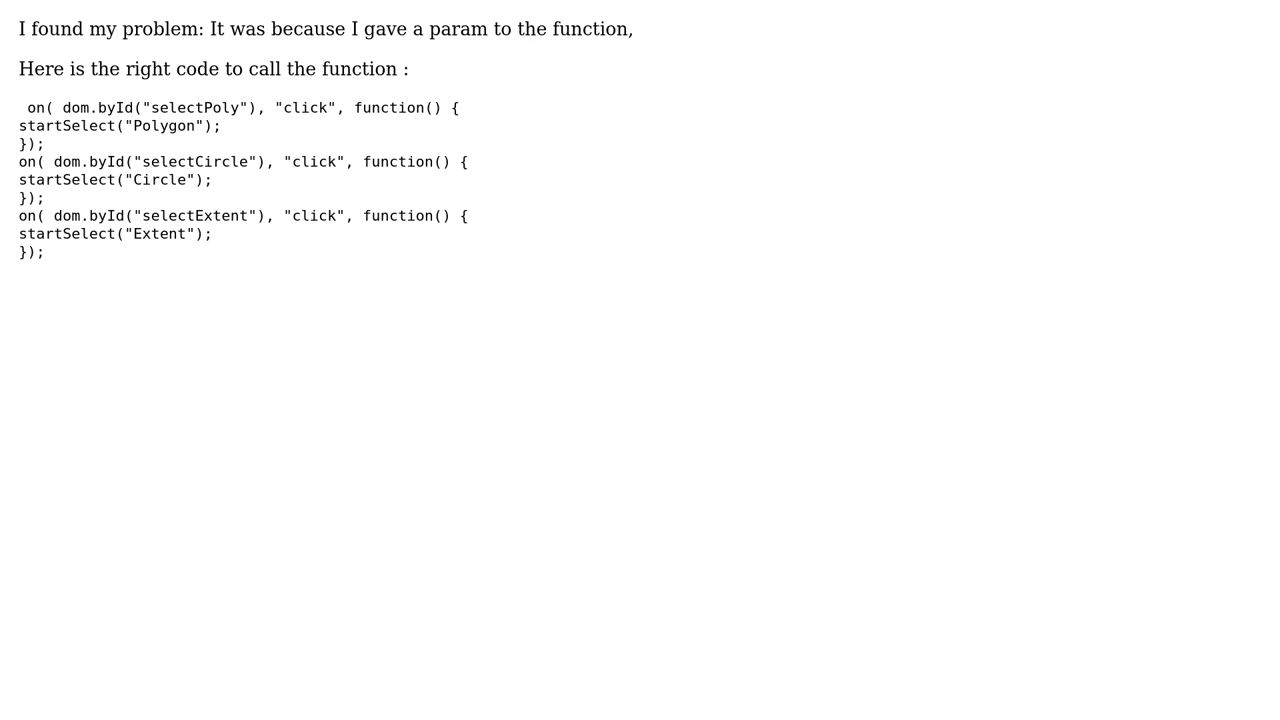 I found my problem: It was because I gave a param to the function,
Here is the right code to call the function :
 on( dom.byId("selectPoly"), "click", function() {
startSelect("Polygon");
});
on( dom.byId("selectCircle"), "click", function() {
startSelect("Circle");
});
on( dom.byId("selectExtent"), "click", function() {
startSelect("Extent");
});